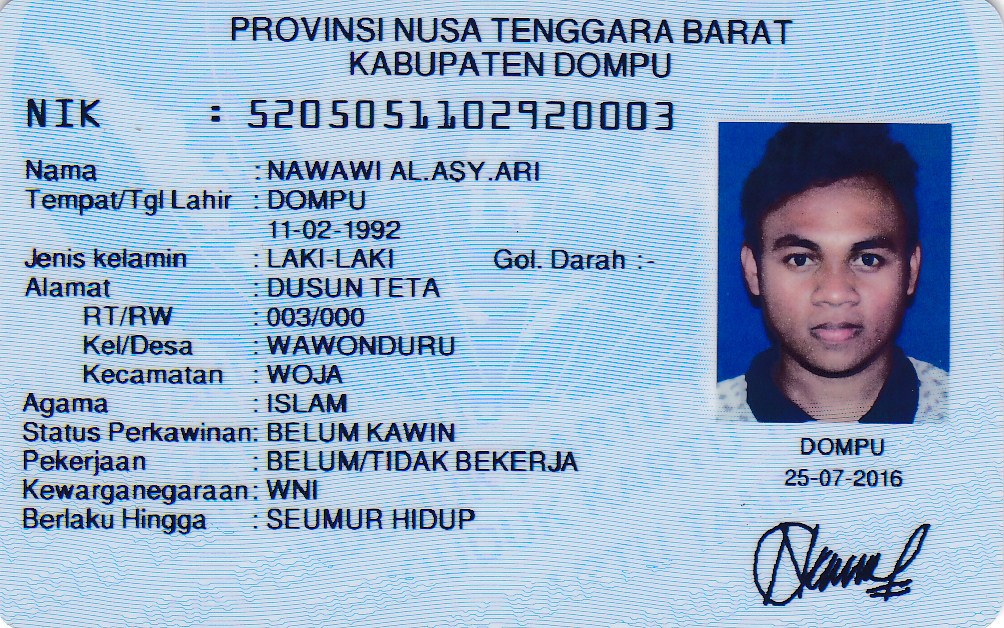 PROVINSI NUSA TENGGARA BARAT
KABUPATEN DOMPU
NIK : 5205051102920003
Nama : NAWAWI AL.ASY.ARI
Tempat/Tgl Lahir : DOMPU
11-02-1992
Jenis kelamin : LAKI-LAKI Gol. Darah :-
Alamat : DUSUN TETA
RT/RW : 003/000
Kel/Desa : WAWONDURU
Kecamatan : WOJA
Agama : ISLAM
Status Perkawinan: BELUM KAWIN
Pekerjaan : BELUM/TIDAK BEKERJA
Kewarganegaraan: WNI
Berlaku Hingga : SEUMUR HIDUP
DOMPU
25-07-2016